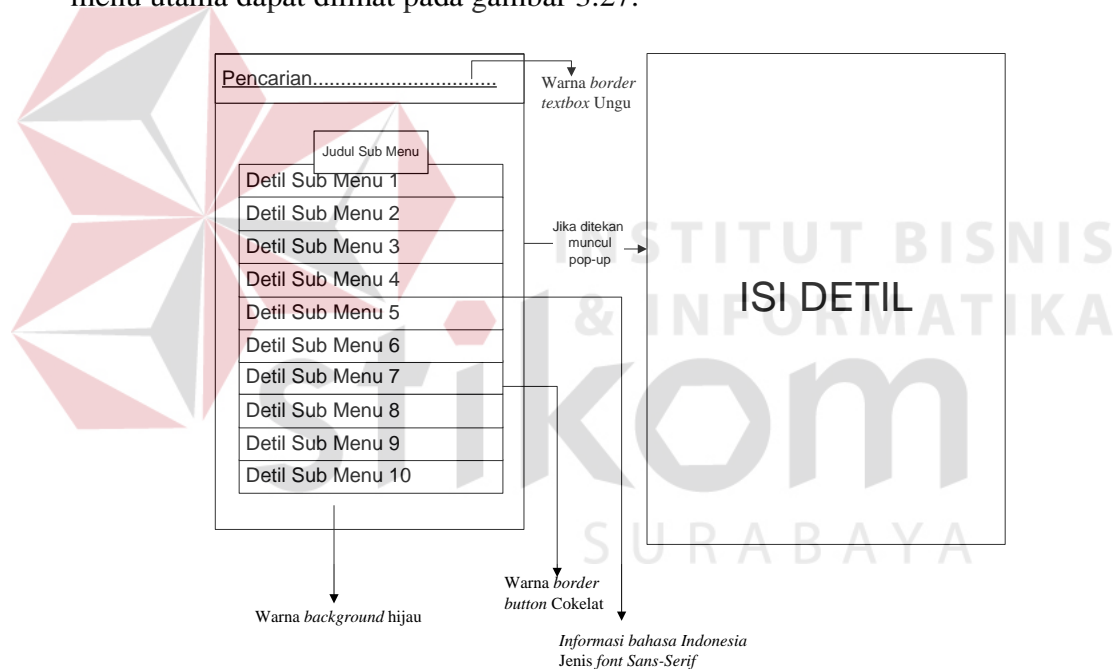 menu utama dapat dilihat pada gambar 3.27.
Pencarian.................................
Warna border
textbox Ungu
Judul Sub Menu
Detil Sub Menu 1
Detil Sub Menu 2
Detil Sub Menu 3
Detil Sub Menu 4
Detil Sub Menu 5
Detil Sub Menu 6
Detil Sub Menu 7
Detil Sub Menu 8
Detil Sub Menu 9
Detil Sub Menu 10
Jika ditekan
muncul
pop-up
ISI DETIL
INSTITUT BISNIS
& INFORMATIKA
stikom
SURABAYA
Warna background hijau
Warna border
button Cokelat
Informasi bahasa Indonesia
Jenis font Sans-Serif